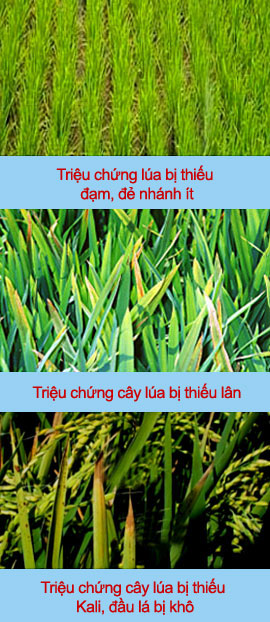 Triệu chứng lúa bị thiếu
đạm, đẻ nhánh ít
Triệu chứng cây lúa bị thiếu lân
Triệu chứng cây lúa bị thiếu
Kali, đầu lá bị khô